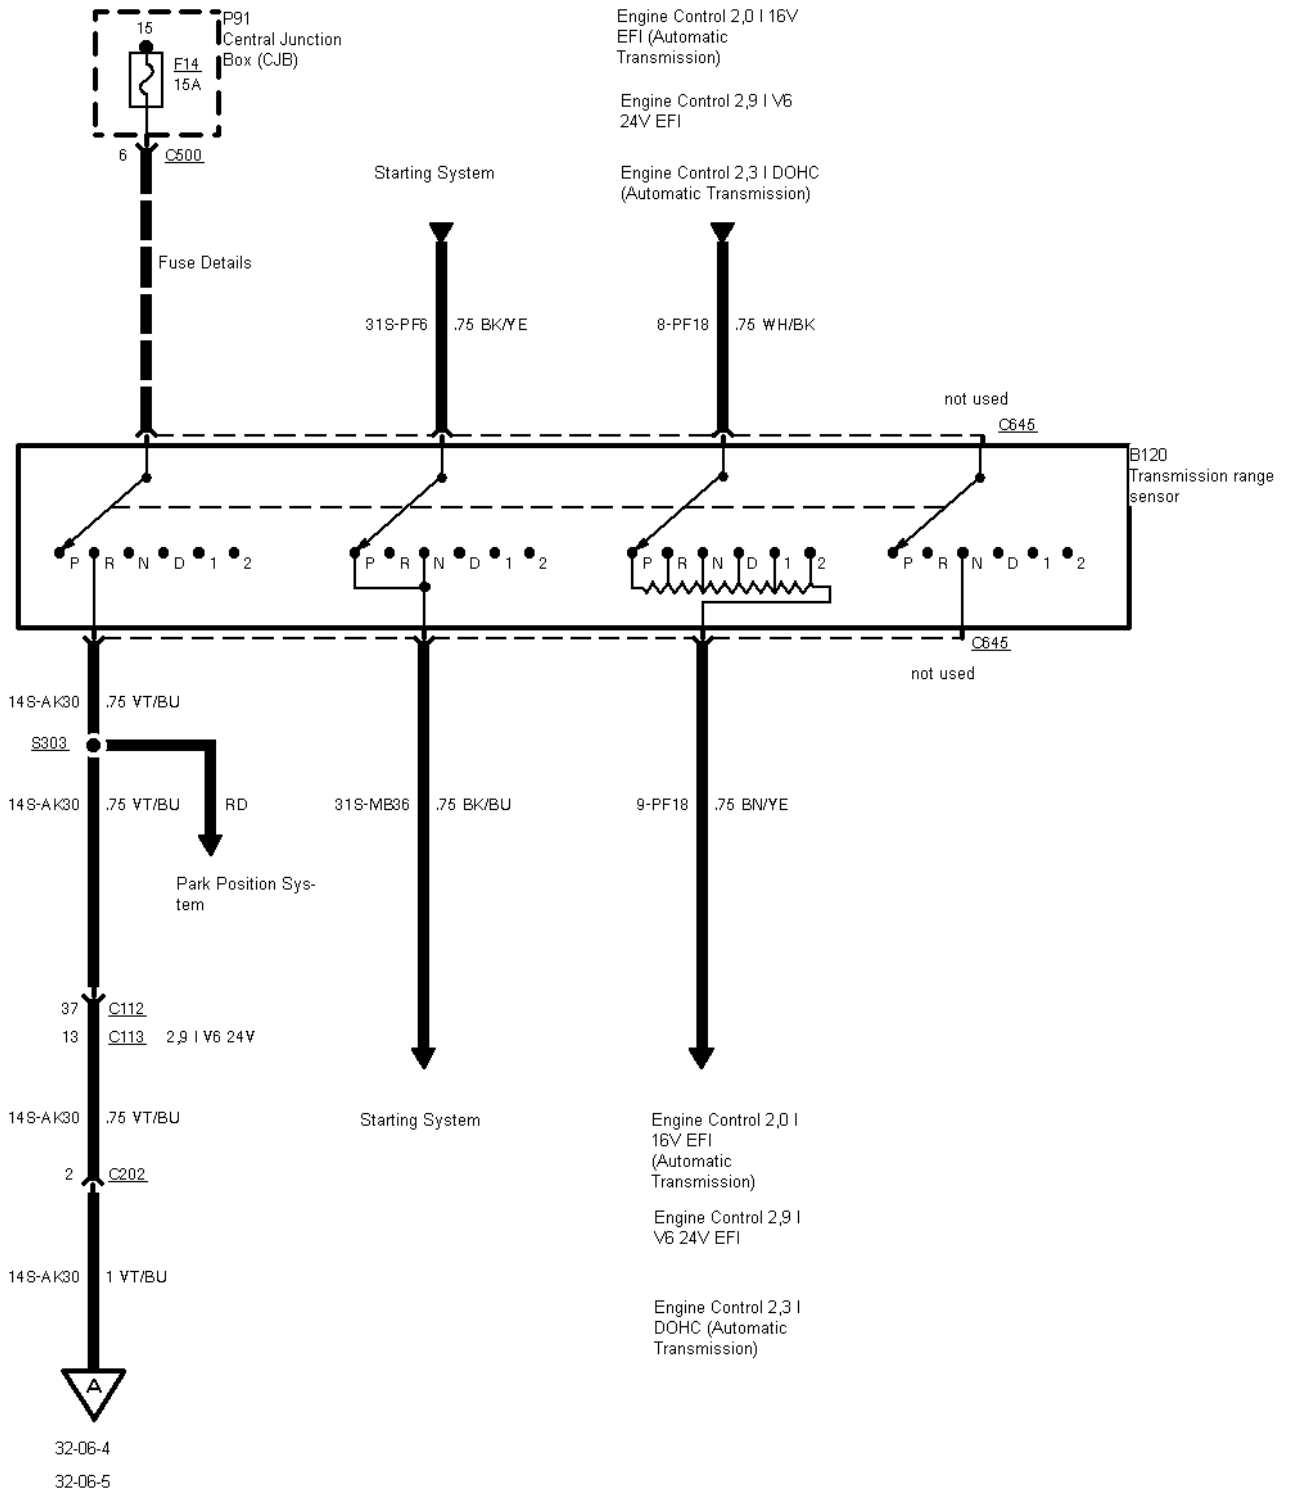 15
P91
Central Junction
Box (CJB)
F14
15A
6
C500
Fuse Details
Starting System
Engine Control 2,0 l 16V
EFI (Automatic
Transmission)
Engine Control 2,9 l V6
24V EFI
Engine Control 2,3 l DOHC
(Automatic Transmission)
31S-PF6
.75 BK/YE
8-PF18
.75 WH/BK
not used
C645
B120
Transmission range
sensor
P R N D 1 2
P R N D 1 2
P R N D 1 2
P R N D 1 2
C645
not used
14S-AK30
.75 VT/BU
S303
14S-AK30
.75 VT/BU
RD
Park Position Sys-
tem
31S-MB36
.75 BK/BU
9-PF18
.75 BN/YE
37
C112
13
C113
2,9 l V6 24V
14S-AK30
.75 VT/BU
2
C202
14S-AK30
1 VT/BU
A
32-06-4
32-06-5
Starting System
Engine Control 2,0 l
16V EFI
(Automatic
Transmission)
Engine Control 2,9 l
V6 24V EFI
Engine Control 2,3 l
DOHC (Automatic
Transmission)